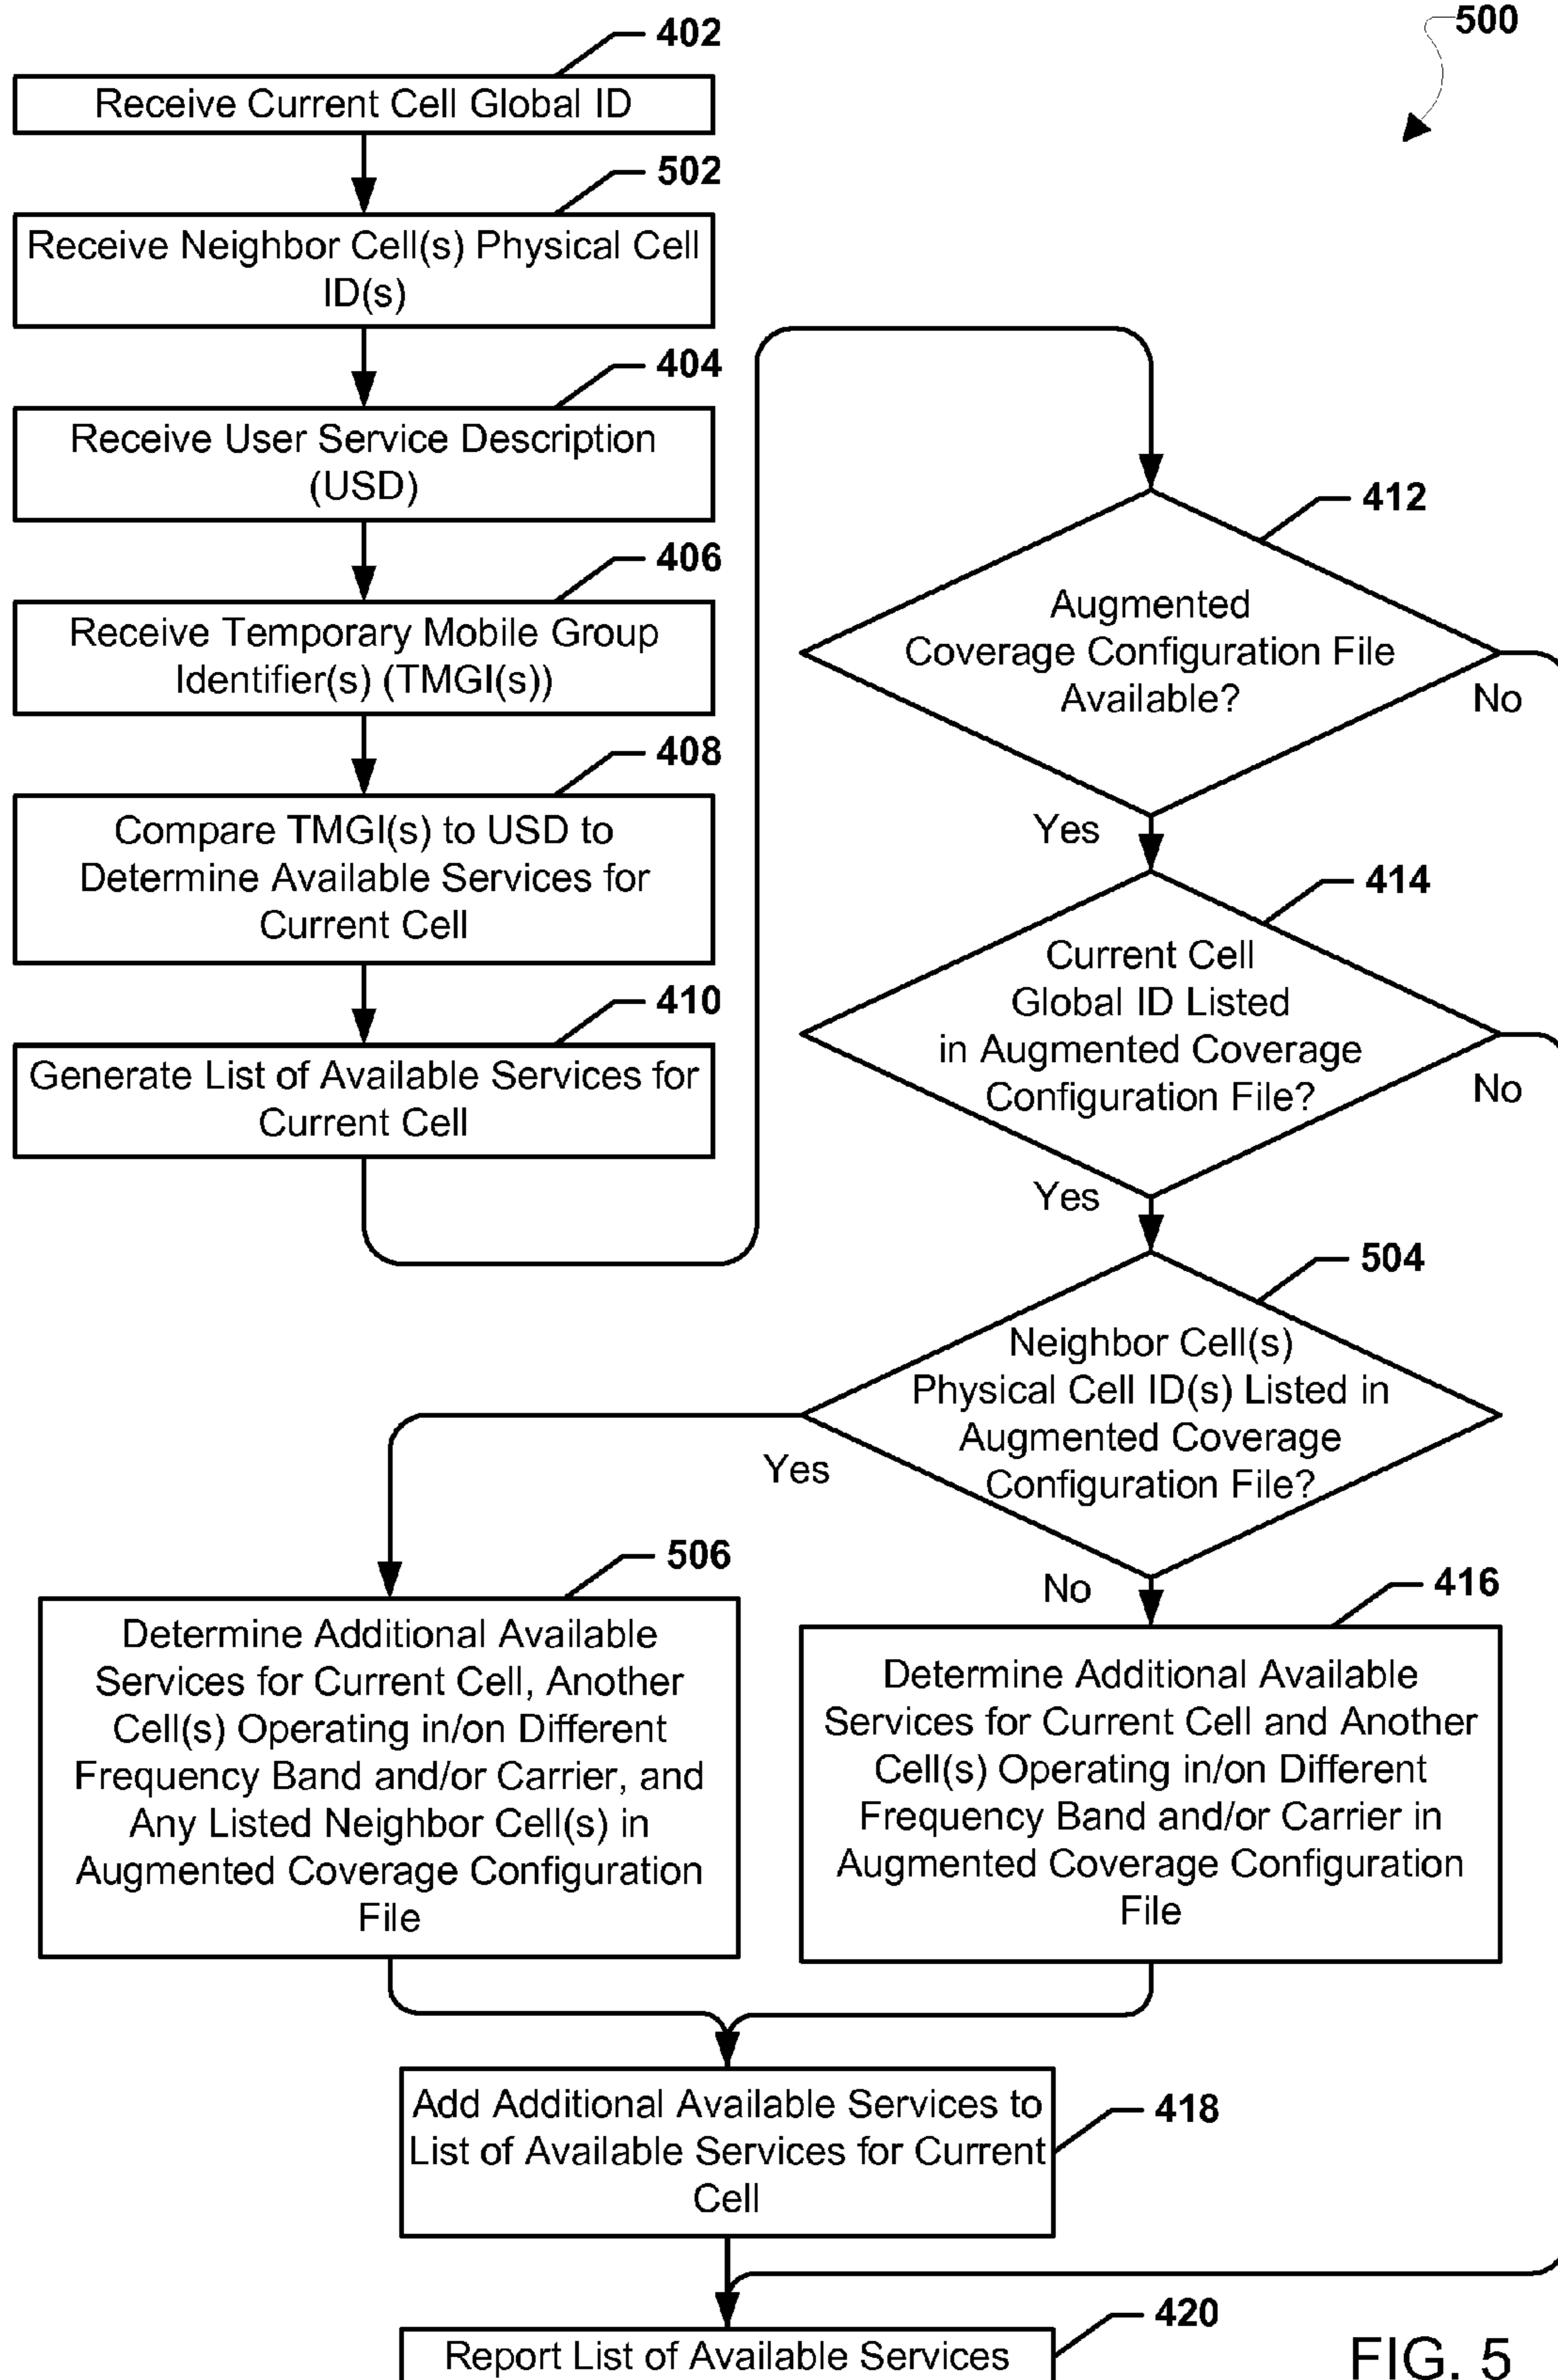 500
402
Receive Current Cell Global ID
502
Receive Neighbor Cell(s) Physical Cell
ID(s)
404
Receive User Service Description
(USD)
406
Receive Temporary Mobile Group
Identifier(s) (TMGI(s))
408
Compare TMGI(s) to USD to
Determine Available Services for
Current Cell
410
Generate List of Available Services for
Current Cell
412
Augmented
Coverage Configuration File
Available?
No
Yes
414
Current Cell
Global ID Listed
in Augmented Coverage
Configuration File?
No
Yes
504
Neighbor Cell(s)
Physical Cell ID(s) Listed in
Augmented Coverage
Configuration File?
Yes
No
506
Determine Additional Available
Services for Current Cell, Another
Cell(s) Operating in/on Different
Frequency Band and/or Carrier, and
Any Listed Neighbor Cell(s) in
Augmented Coverage Configuration
File
416
Determine Additional Available
Services for Current Cell and Another
Cell(s) Operating in/on Different
Frequency Band and/or Carrier in
Augmented Coverage Configuration
File
418
Add Additional Available Services to
List of Available Services for Current
Cell
420
Report List of Available Services
FIG. 5